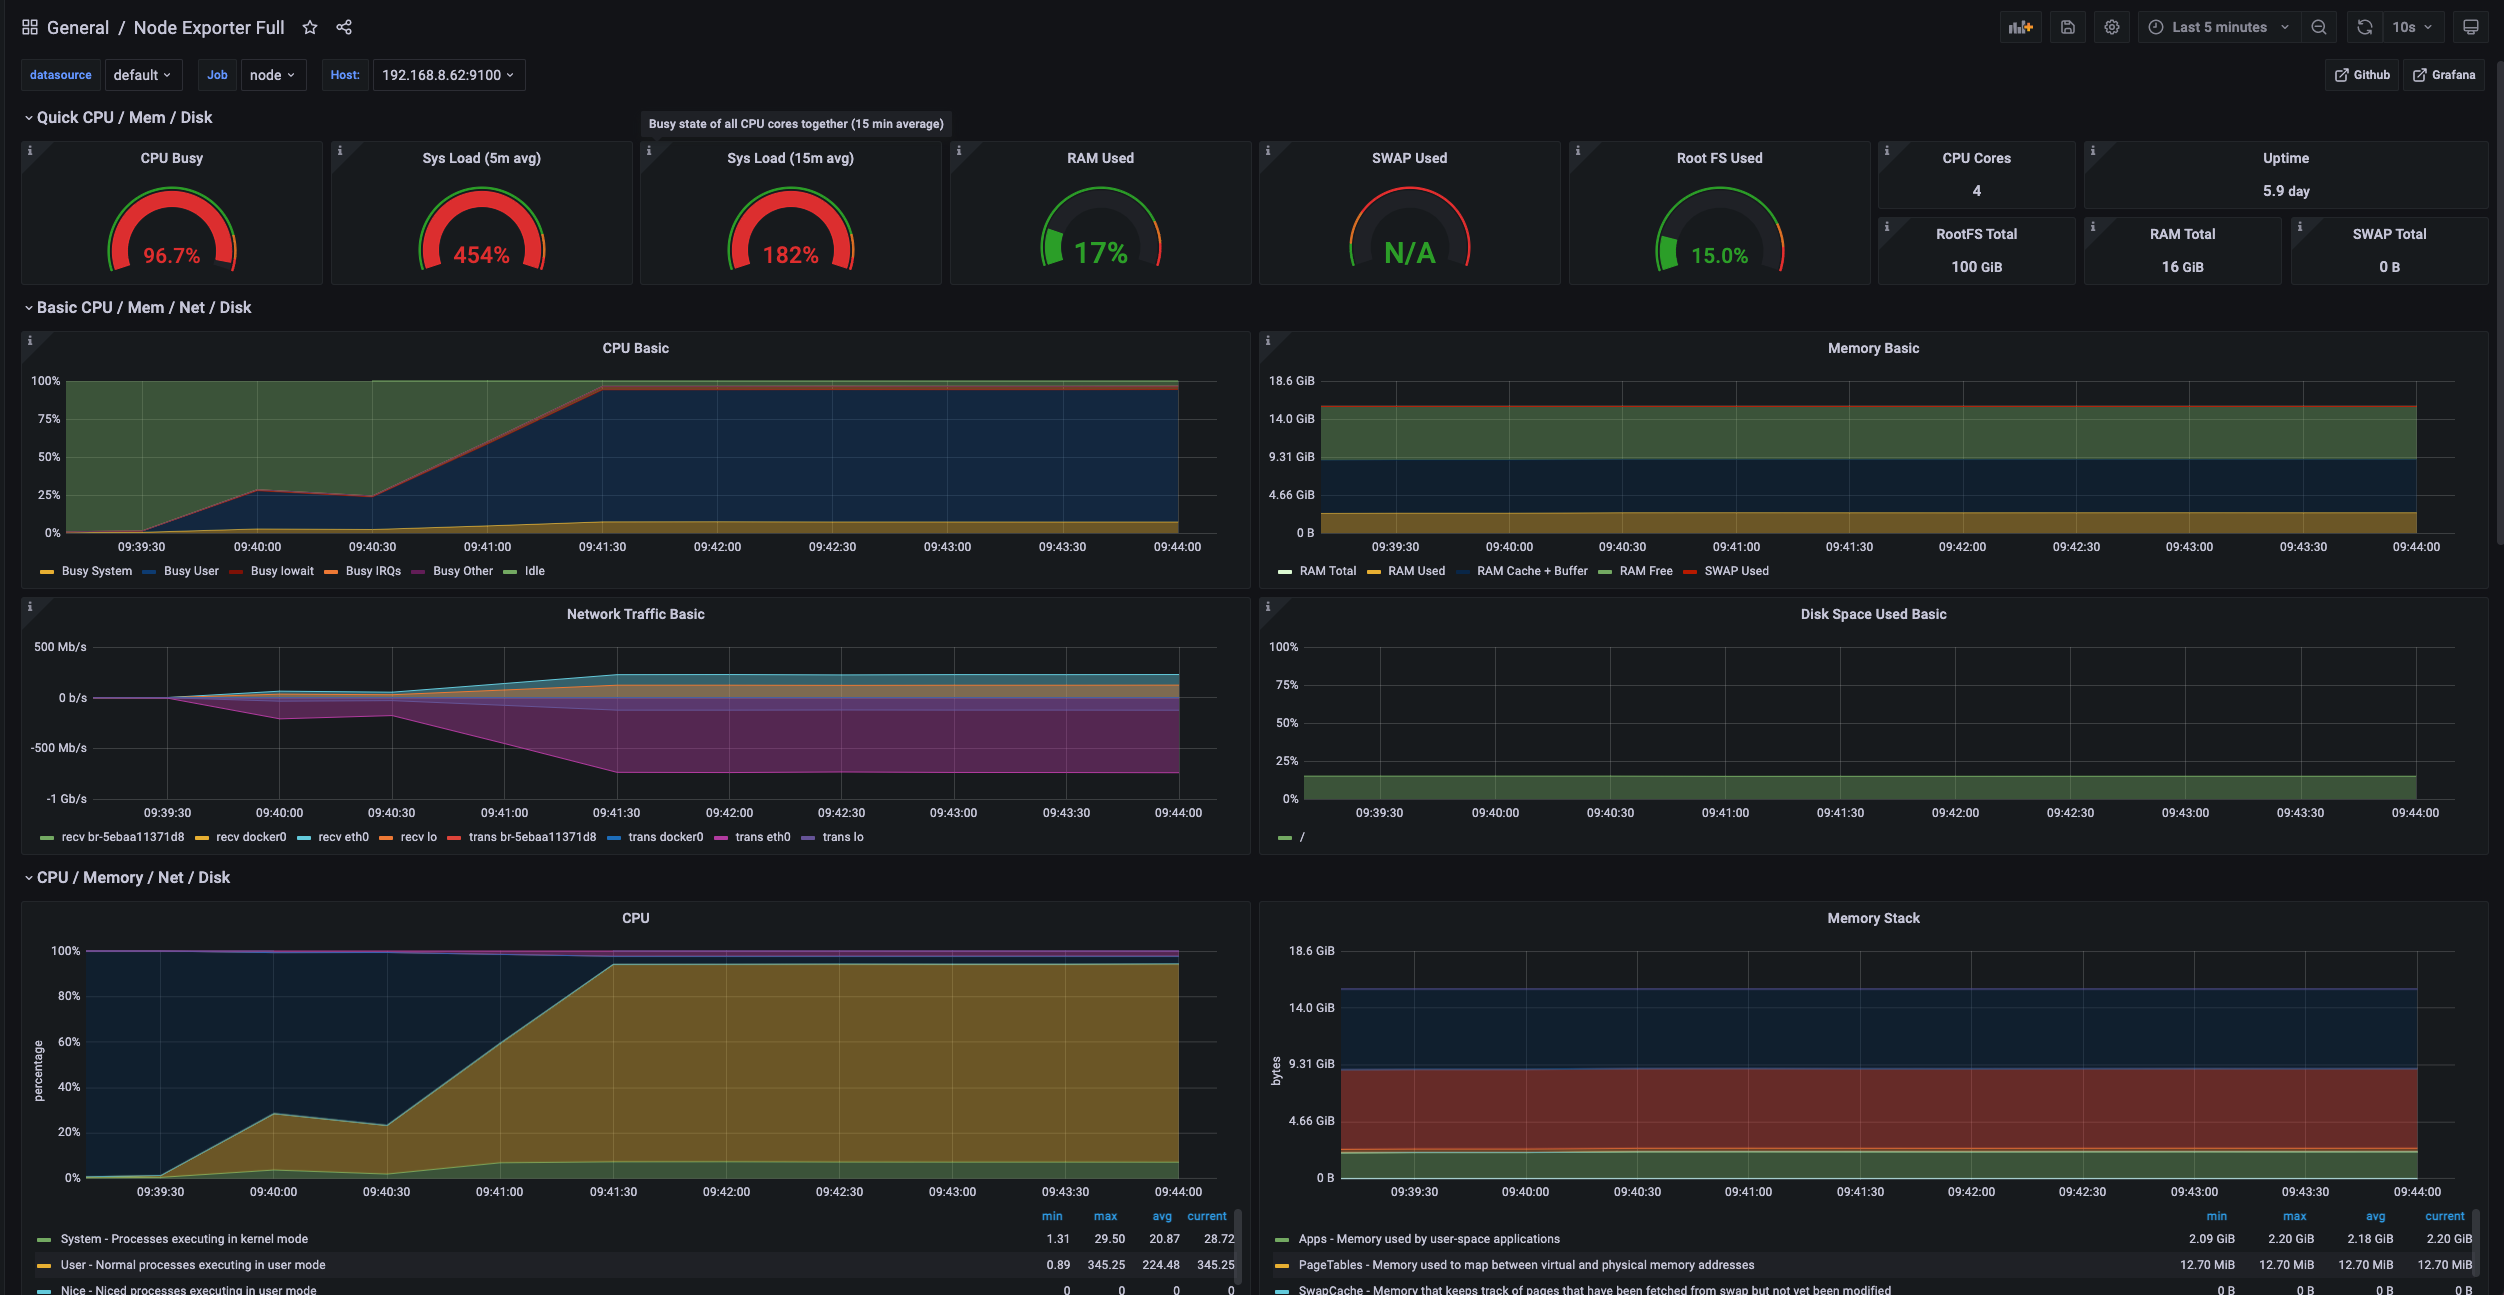 General / Node Exporter Full
Last 5 minutes
10s
datasource default Job node Host: 192.168.8.62:9100
Github Grafana
Quick CPU / Mem / Disk
Busy state of all CPU cores together (15 min average)
CPU Busy
96.7%
Sys Load (5m avg)
454%
Sys Load (15m avg)
182%
RAM Used
17%
SWAP Used
N/A
Root FS Used
15.0%
CPU Cores
4
Uptime
5.9 day
RootFS Total
100 GiB
RAM Total
16 GiB
SWAP Total
0 B
Basic CPU / Mem / Net / Disk
CPU Basic
100%
75%
50%
25%
0%
09:39:30 09:40:00 09:40:30 09:41:00 09:41:30 09:42:00 09:42:30 09:43:00 09:43:30 09:44:00
Busy System Busy User Busy Iowait Busy IRQs Busy Other Idle
Memory Basic
18.6 GiB
14.0 GiB
9.31 GiB
4.66 GiB
0 B
09:39:30 09:40:00 09:40:30 09:41:00 09:41:30 09:42:00 09:42:30 09:43:00 09:43:30 09:44:00
RAM Total RAM Used RAM Cache + Buffer RAM Free SWAP Used
Network Traffic Basic
500 Mb/s
0 b/s
-500 Mb/s
-1 Gb/s
09:39:30 09:40:00 09:40:30 09:41:00 09:41:30 09:42:00 09:42:30 09:43:00 09:43:30 09:44:00
recv br-5ebaa11371d8 recv docker0 recv eth0 recv lo trans br-5ebaa11371d8 trans docker0 trans eth0 trans lo
Disk Space Used Basic
100%
75%
50%
25%
0%
09:39:30 09:40:00 09:40:30 09:41:00 09:41:30 09:42:00 09:42:30 09:43:00 09:43:30 09:44:00
/
CPU / Memory / Net / Disk
CPU
percentage
100%
80%
60%
40%
20%
0%
09:39:30 09:40:00 09:40:30 09:41:00 09:41:30 09:42:00 09:42:30 09:43:00 09:43:30 09:44:00
min max avg current
System - Processes executing in kernel mode 1.31 29.50 20.87 28.72
User - Normal processes executing in user mode 0.89 345.25 224.48 345.25
Nice - Niced processes executing in user mode 0 0 0 0
Memory Stack
bytes
18.6 GiB
14.0 GiB
9.31 GiB
4.66 GiB
0 B
09:39:30 09:40:00 09:40:30 09:41:00 09:41:30 09:42:00 09:42:30 09:43:00 09:43:30 09:44:00
min max avg current
Apps - Memory used by user-space applications 2.09 GiB 2.20 GiB 2.18 GiB 2.20 GiB
PageTables - Memory used to map between virtual and physical memory addresses 12.70 MiB 12.70 MiB 12.70 MiB 12.70 MiB
SwapCache - Memory that keeps track of pages that have been fetched from swap but not yet been modified 0 B 0 B 0 B 0 B